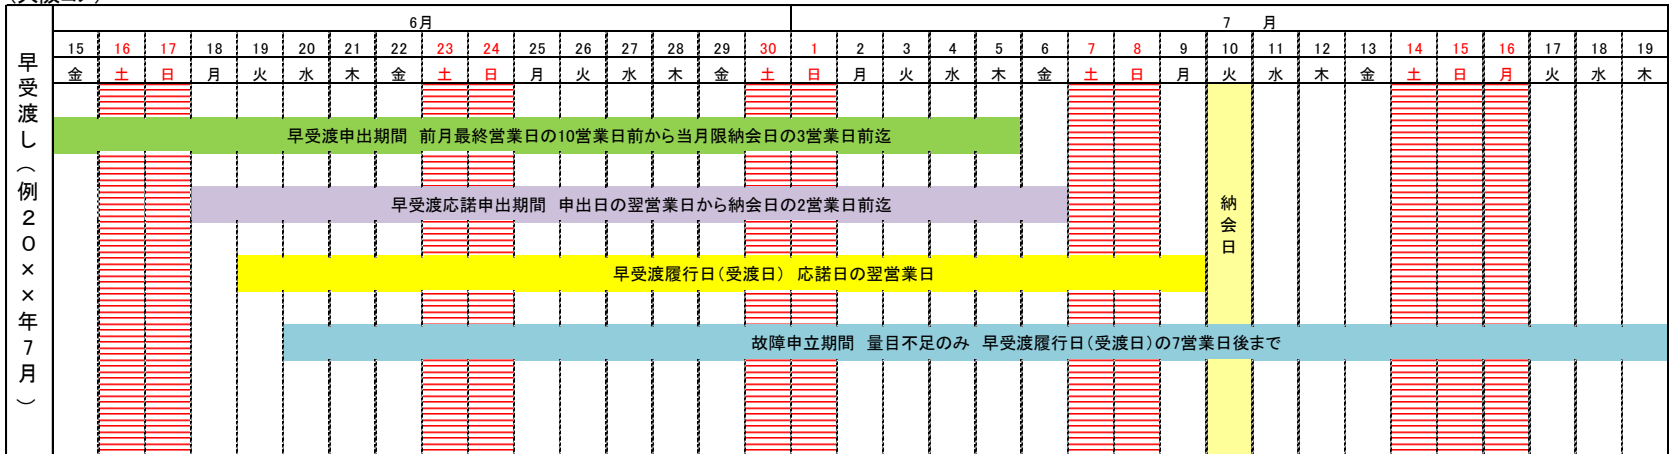 6月
7 月
15 16 17 18 19 20 21 22 23 24 25 26 27 28 29 30 1 2 3 4 5 6 7 8 9 10 11 12 13 14 15 16 17 18 19
金 土 日 月 火 水 木 金 土 日 月 火 水 木 金 土 日 月 火 水 木 金 土 日 月 火 水 木 金 土 日 月 火 水 木
早受渡し（例20××年7月）
早受渡申出期間 前月最終営業日の10営業日前から当月限納会日の3営業日前迄
早受渡応諾申出期間 申出日の翌営業日から納会日の2営業日前迄
納会日
早受渡履行日(受渡日) 応諾日の翌営業日
故障申立期間 量目不足のみ 早受渡履行日(受渡日)の7営業日後まで